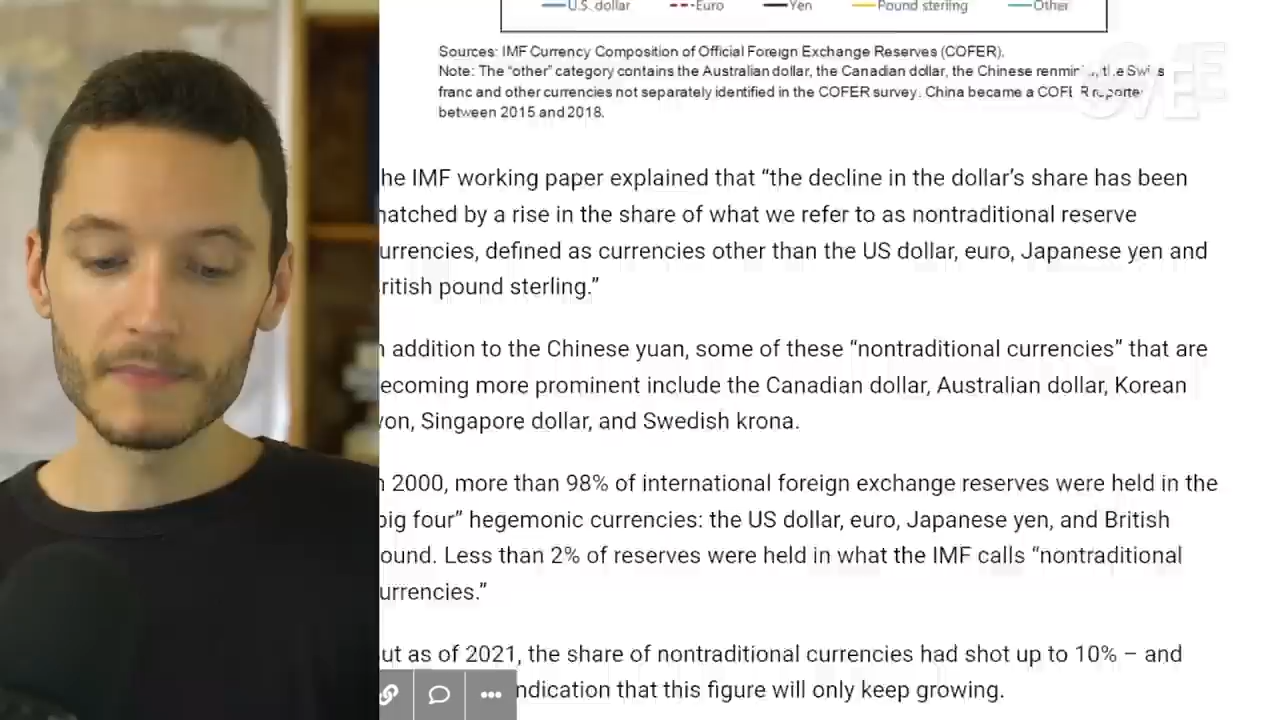 U.S. dollar Euro Yen Pound sterling Other
Sources: IMF Currency Composition of Official Foreign Exchange Reserves (COFER).
Note: The “other” category contains the Australian dollar, the Canadian dollar, the Chinese renmi , the Swiss
franc and other currencies not separately identified in the COFER survey. China became a COFER reporter
between 2015 and 2018.
he IMF working paper explained that “the decline in the dollar’s share has been
atched by a rise in the share of what we refer to as nontraditional reserve
urrencies, defined as currencies other than the US dollar, euro, Japanese yen and
ritish pound sterling.”
addition to the Chinese yuan, some of these “nontraditional currencies” that are
ecoming more prominent include the Canadian dollar, Australian dollar, Korean
on, Singapore dollar, and Swedish krona.
2000, more than 98% of international foreign exchange reserves were held in the
big four” hegemonic currencies: the US dollar, euro, Japanese yen, and British
ound. Less than 2% of reserves were held in what the IMF calls “nontraditional
urrencies.”
ut as of 2021, the share of nontraditional currencies had shot up to 10% – and
ndication that this figure will only keep growing.